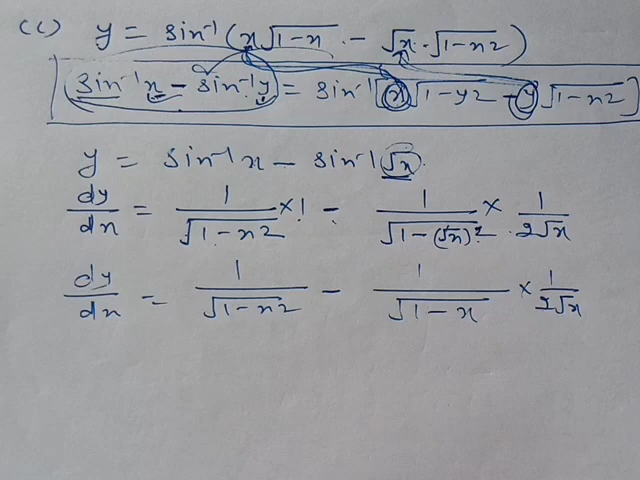 (c) y = sin⁻¹(x√1-x - √x · √1-x2)
(sin⁻¹x - sin⁻¹y) = sin⁻¹[x√1-y2 - y√1-x2]
y = sin⁻¹x - sin⁻¹√x.
dy/dx = 1/√1-x2 × 1 - 1/√1-(√x)2 × 1/2√x
dy/dx = 1/√1-x2 - 1/√1-x × 1/2√x